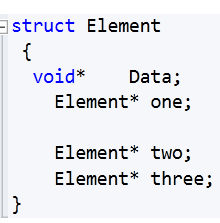 struct Element
{
void* Data;
Element* one;
Element* two;
Element* three;
}